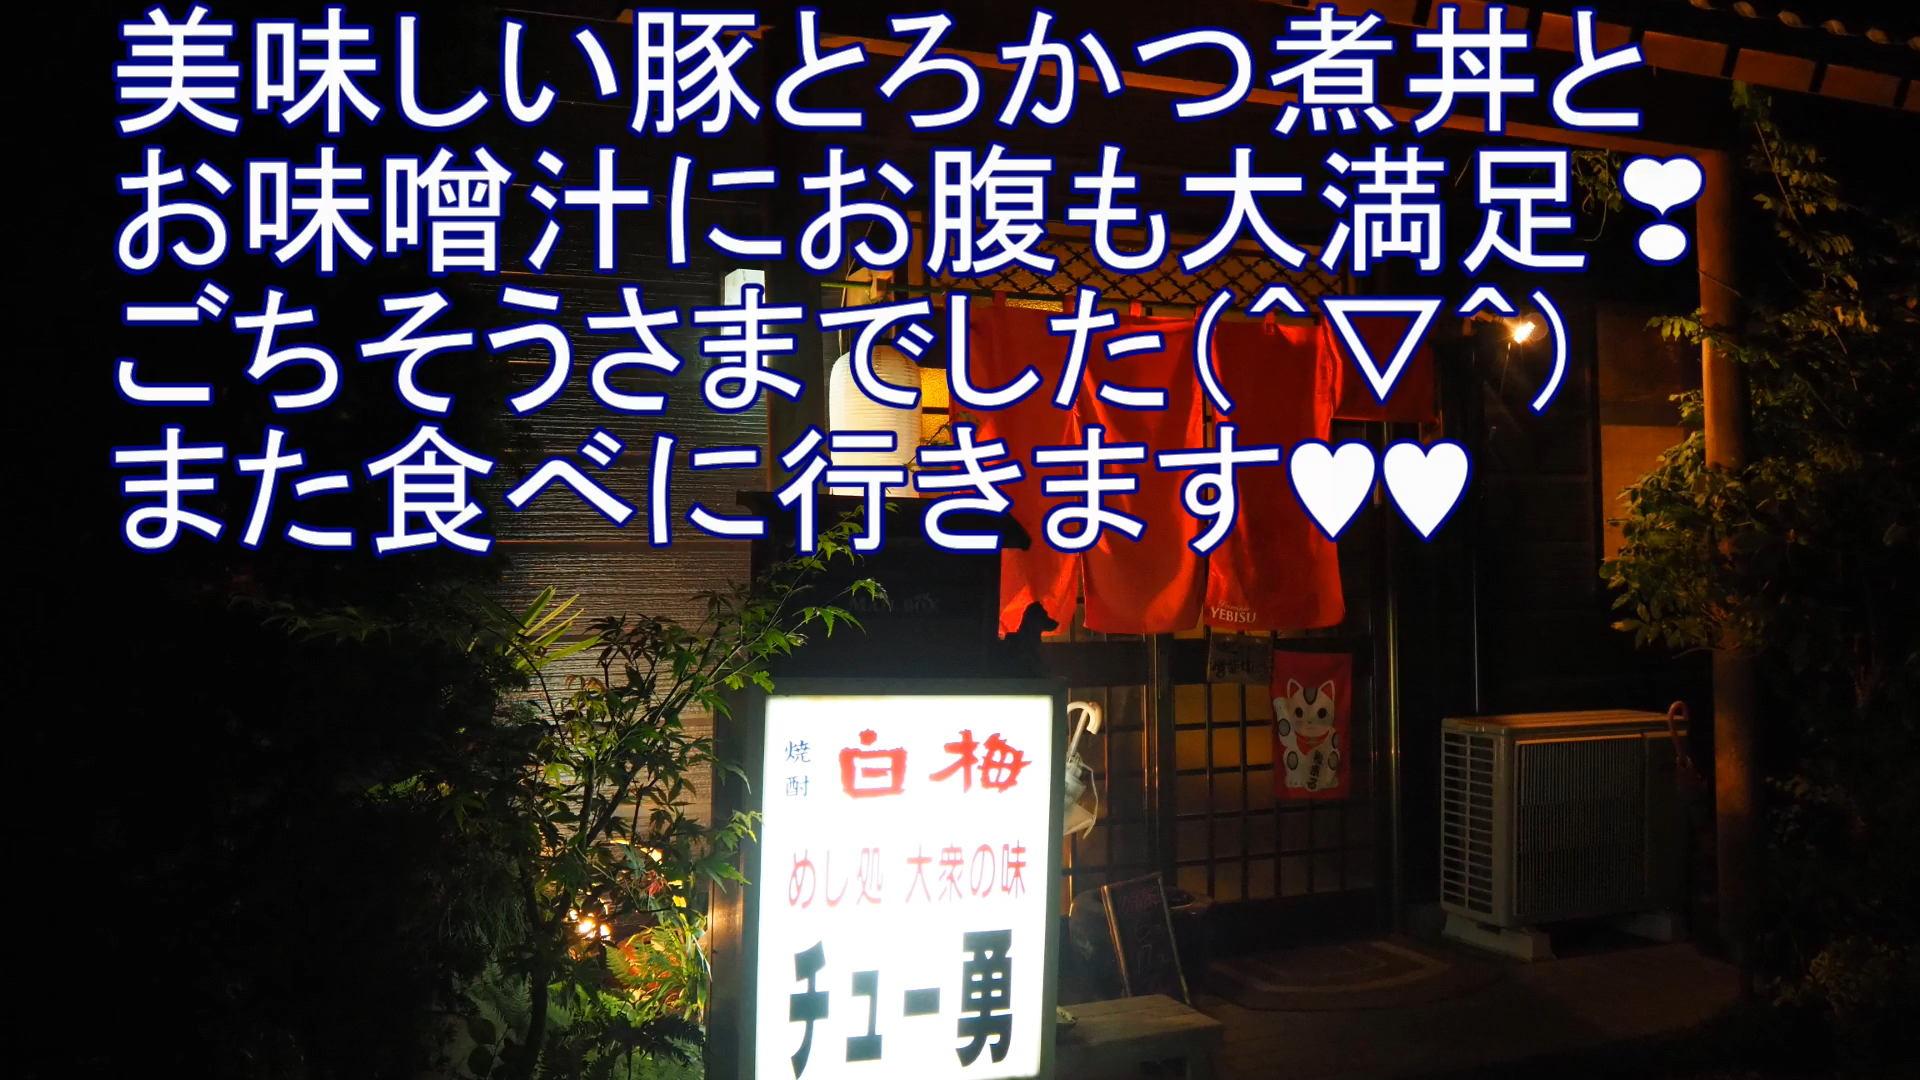 美味しい豚とろかつ煮丼と
お味噌汁にお腹も大満足❣
ごちそうさまでした(^▽^)
また食べに行きます♥♥
YEBISU
焼酎 白梅
めし処 大衆の味
チュー勇